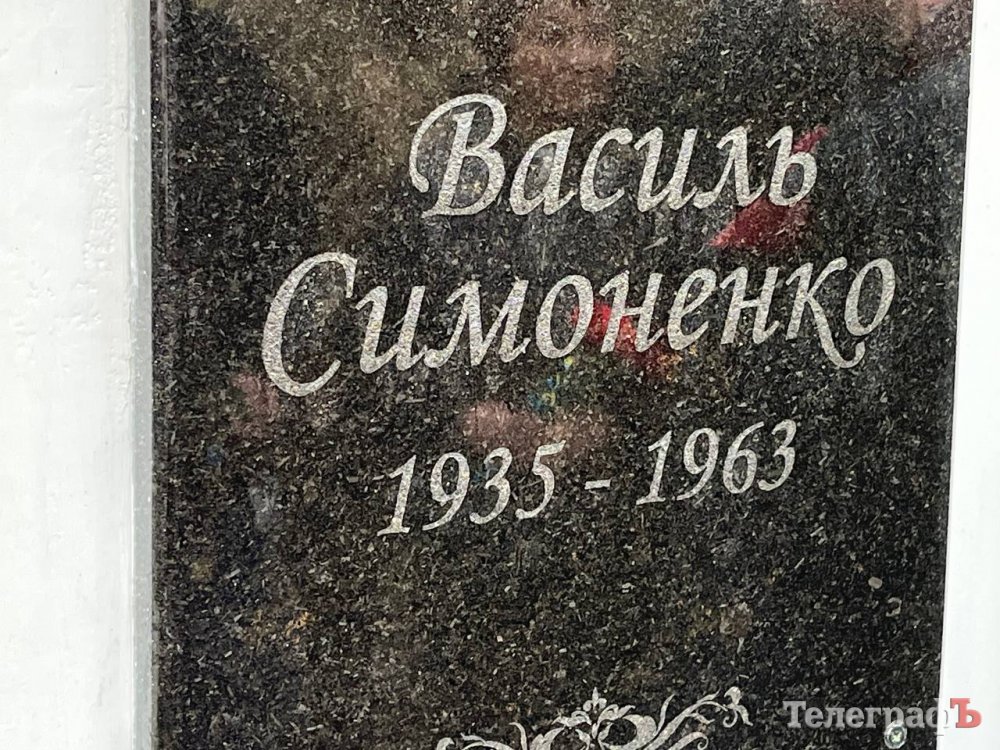 Василь
Симоненко
1935 - 1963
ТелеграфЪ